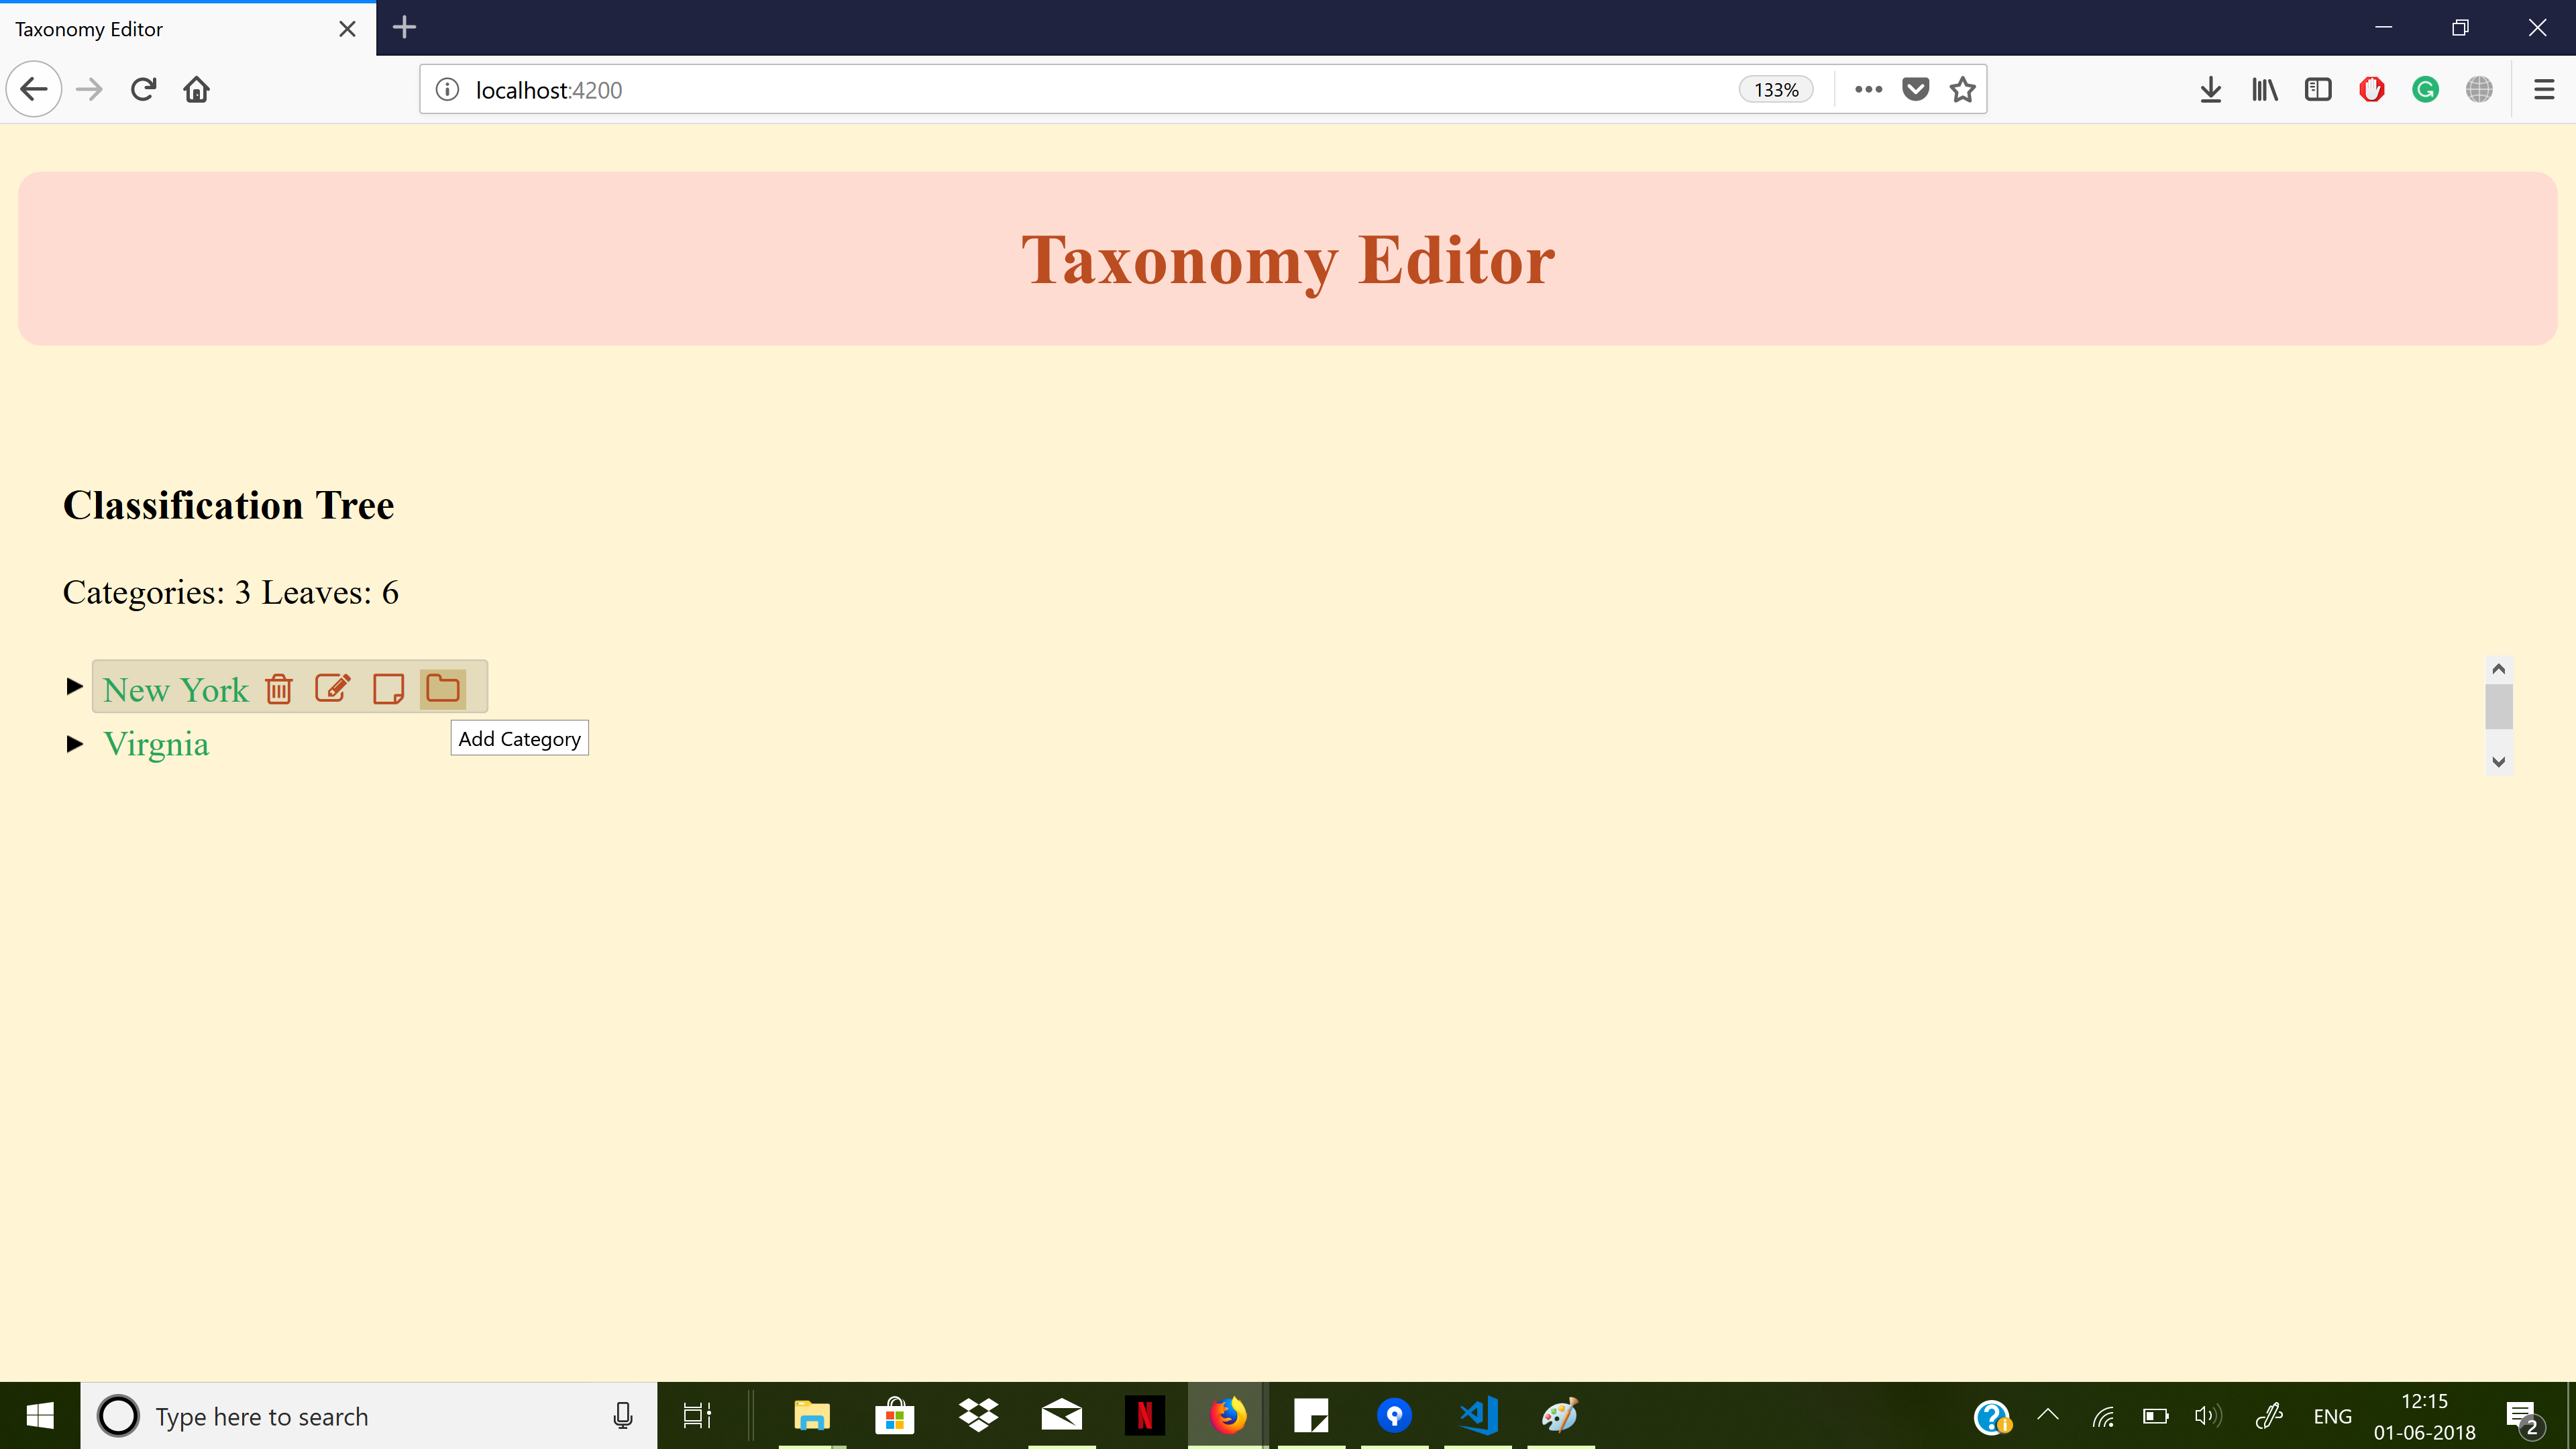 Taxonomy Editor
localhost:4200
133%
Taxonomy Editor
Classification Tree
Categories: 3 Leaves: 6
New York
Add Category
Virgnia
Type here to search
N
ENG
12:15
01-06-2018
2